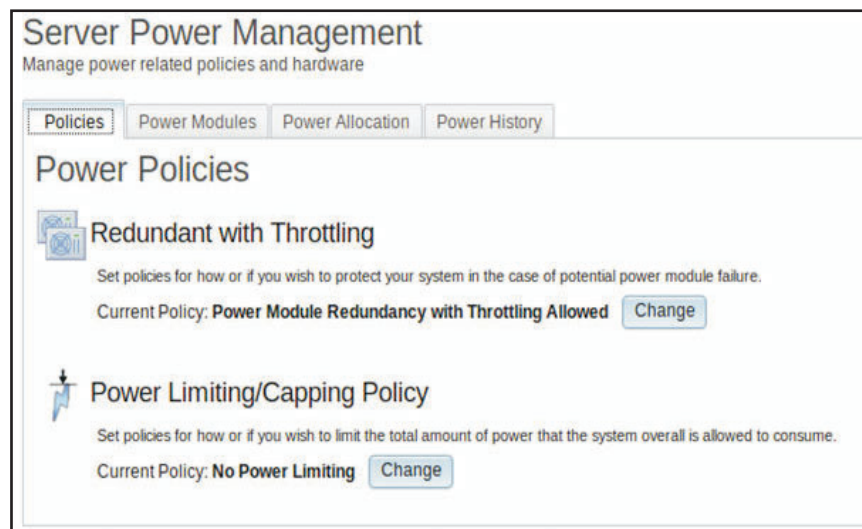 Server Power Management
Manage power related policies and hardware
Policies Power Modules Power Allocation Power History
Power Policies
Redundant with Throttling
Set policies for how or if you wish to protect your system in the case of potential power module failure.
Current Policy: Power Module Redundancy with Throttling Allowed Change
Power Limiting/Capping Policy
Set policies for how or if you wish to limit the total amount of power that the system overall is allowed to consume.
Current Policy: No Power Limiting Change